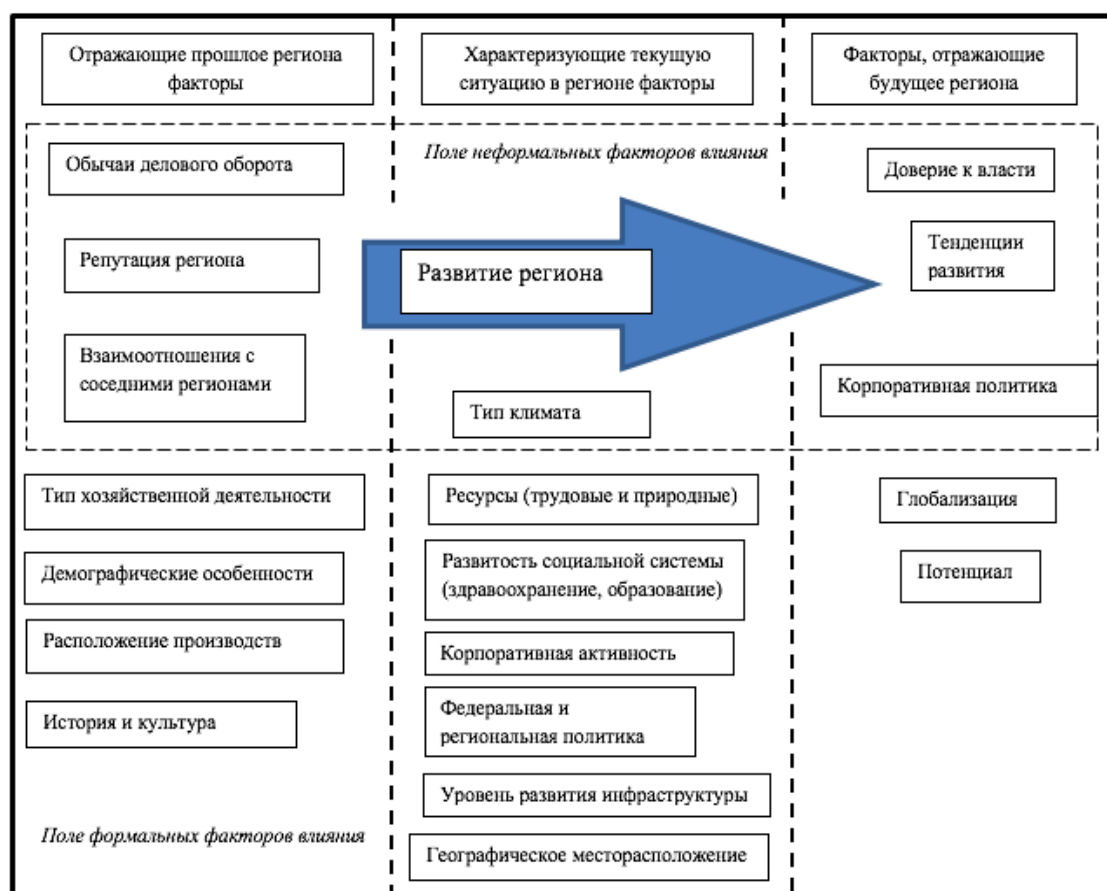 Отражающие прошлое региона
факторы
Характеризующие текущую
ситуацию в регионе факторы
Факторы, отражающие
будущее региона
Поле неформальных факторов влияния
Обычаи делового оборота
Репутация региона
Взаимоотношения с
соседними регионами
Развитие региона
Тип климата
Доверие к власти
Тенденции
развития
Корпоративная политика
Тип хозяйственной деятельности
Демографические особенности
Расположение производств
История и культура
Поле формальных факторов влияния
Ресурсы (трудовые и природные)
Развитость социальной системы
(здравоохранение, образование)
Корпоративная активность
Федеральная и
региональная политика
Уровень развития инфраструктуры
Географическое месторасположение
Глобализация
Потенциал